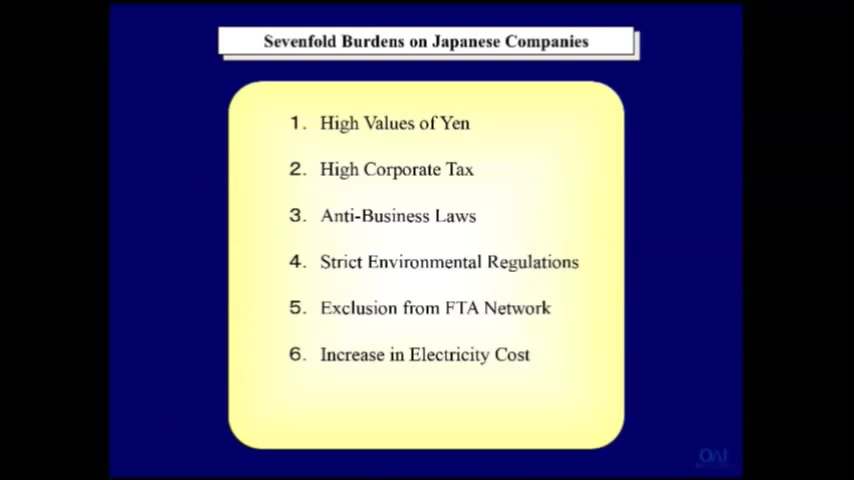 Sevenfold Burdens on Japanese Companies
1. High Values of Yen
2. High Corporate Tax
3. Anti-Business Laws
4. Strict Environmental Regulations
5. Exclusion from FTA Network
6. Increase in Electricity Cost